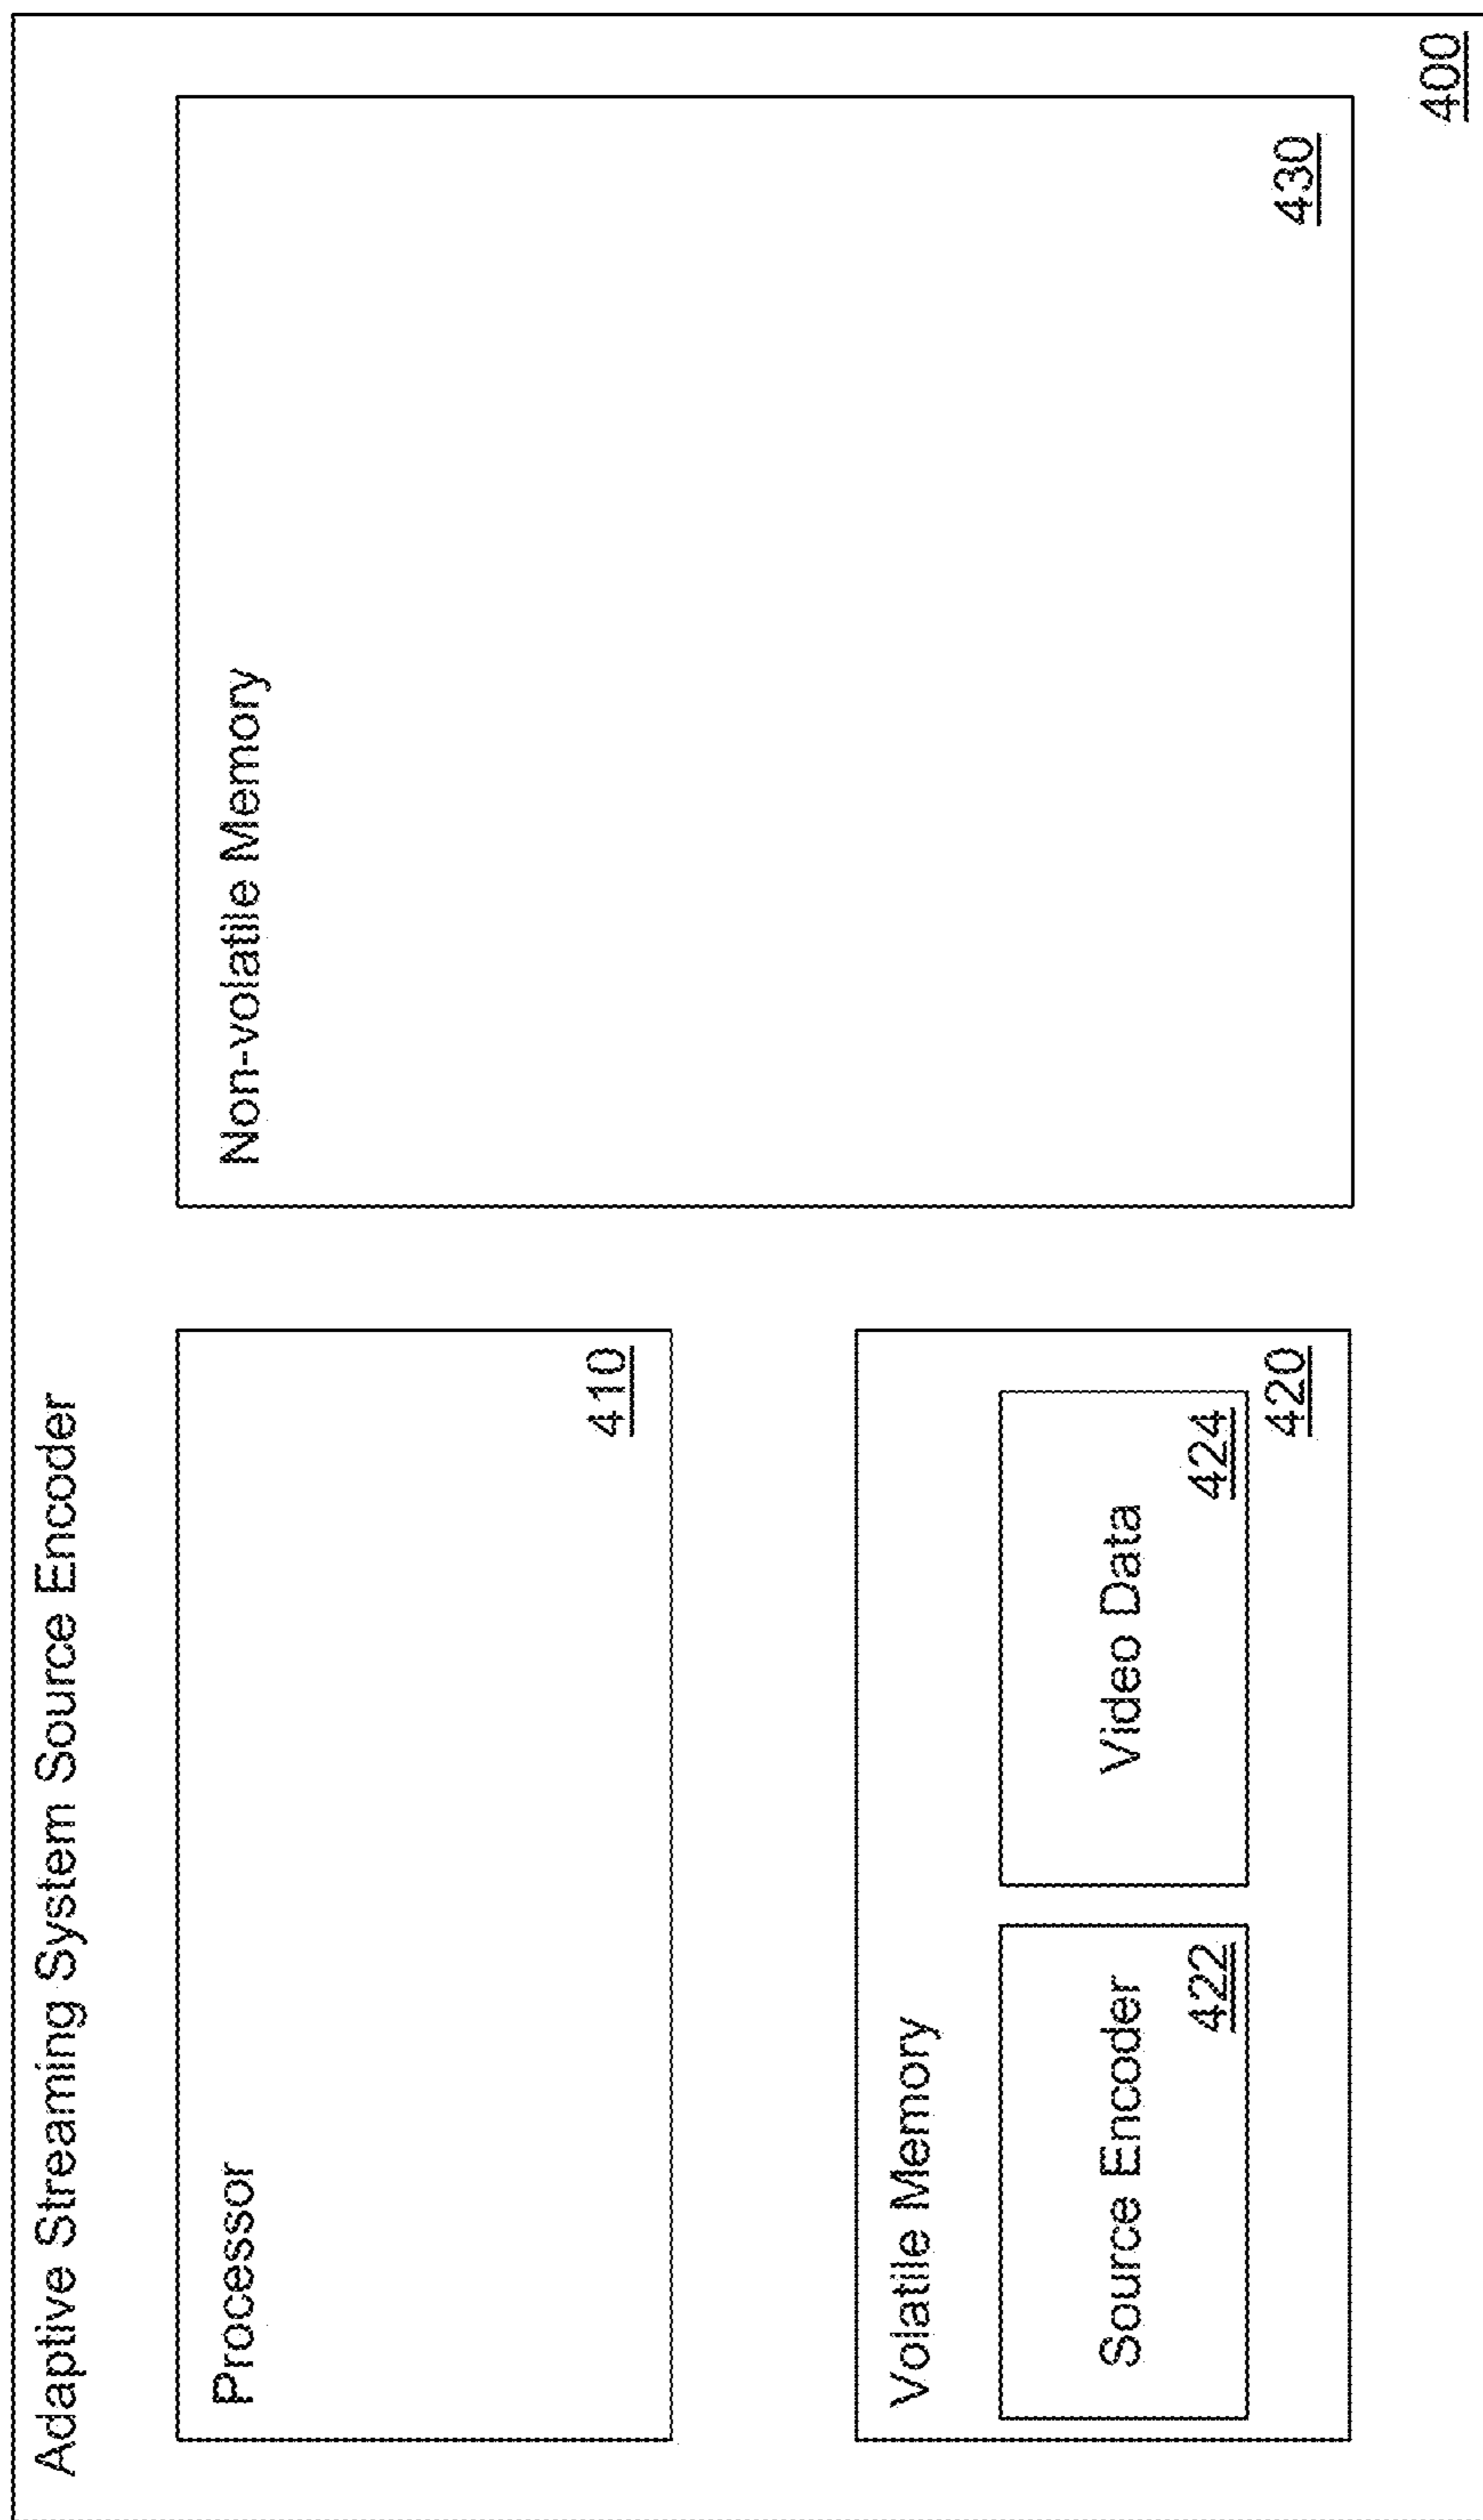 Adaptive Streaming System Source Encoder
Processor
410
Volatile Memory
Source Encoder
422
Video Data
424
420
Non-volatile Memory
430
400